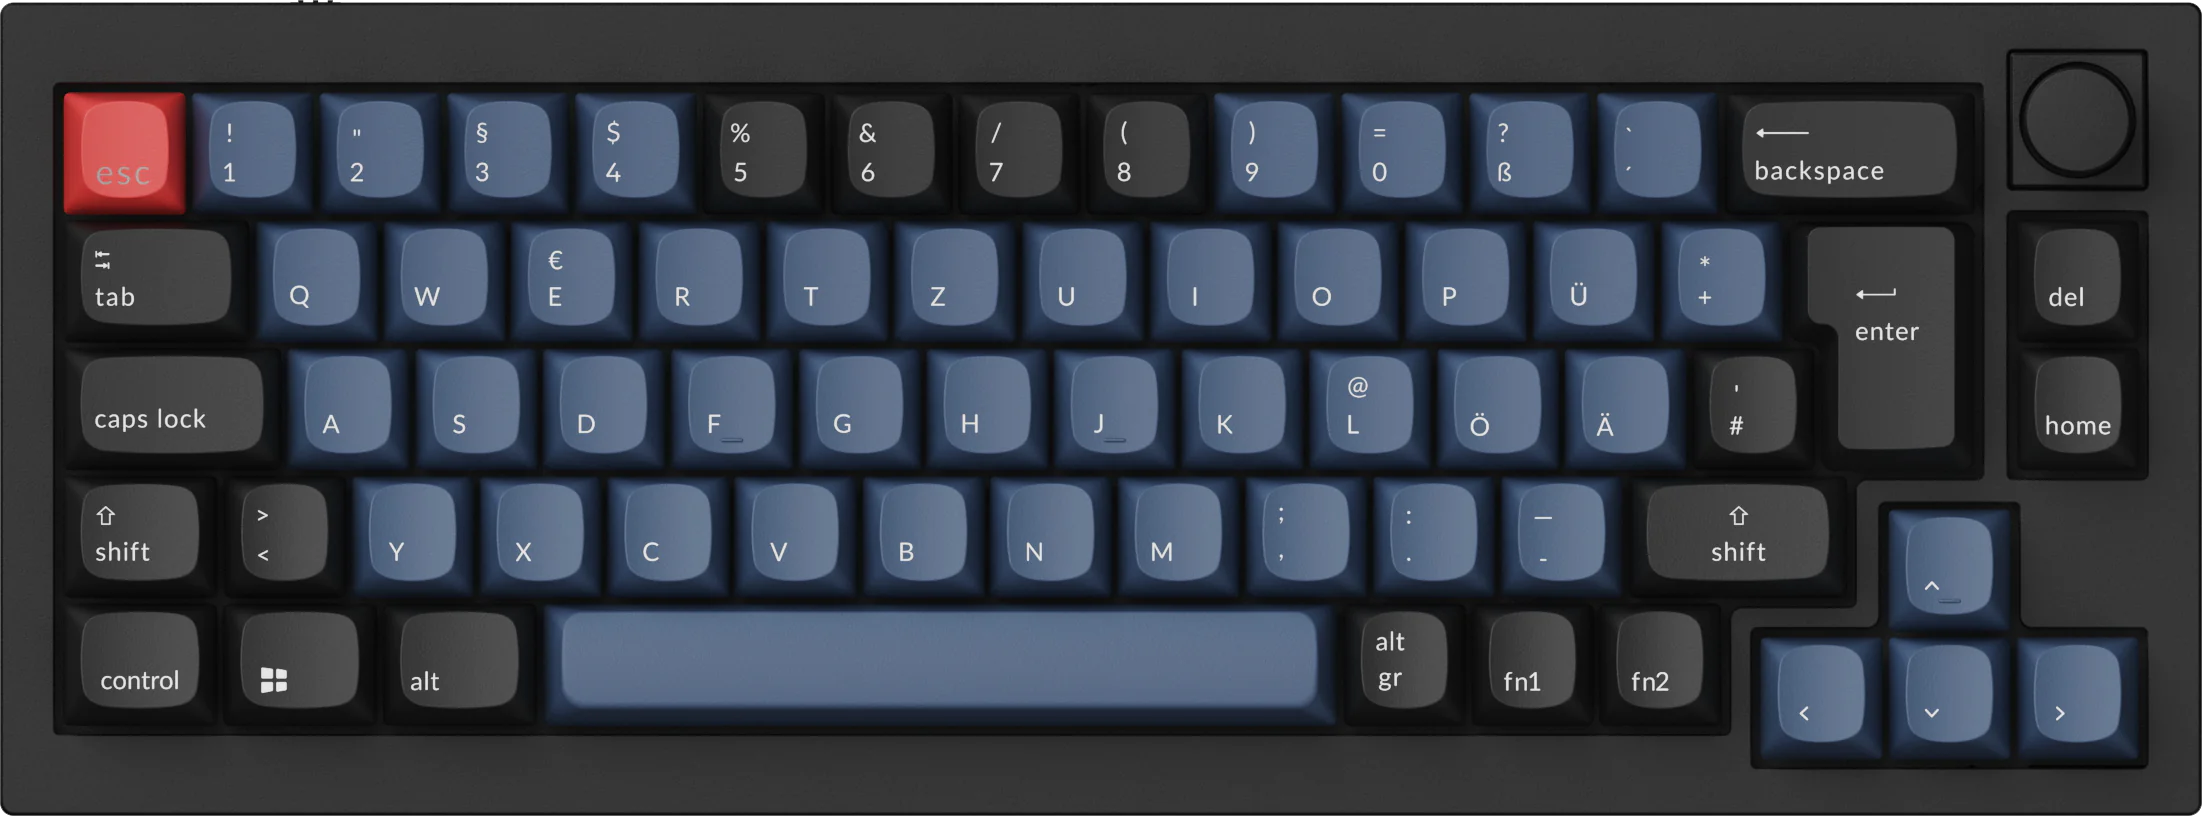 esc ! 1 " 2 § 3 $ 4 % 5 & 6 / 7 ( 8 ) 9 = 0 ? ß ` ´ ← backspace
⭾ tab Q W € E R T Z U I O P Ü * + ↵ enter del
caps lock A S D F G H J K @ L Ö Ä ' # home
⇧ shift > < Y X C V B N M ; , : . — - ⇧ shift ^
control alt alt gr fn1 fn2 < ⌄ >